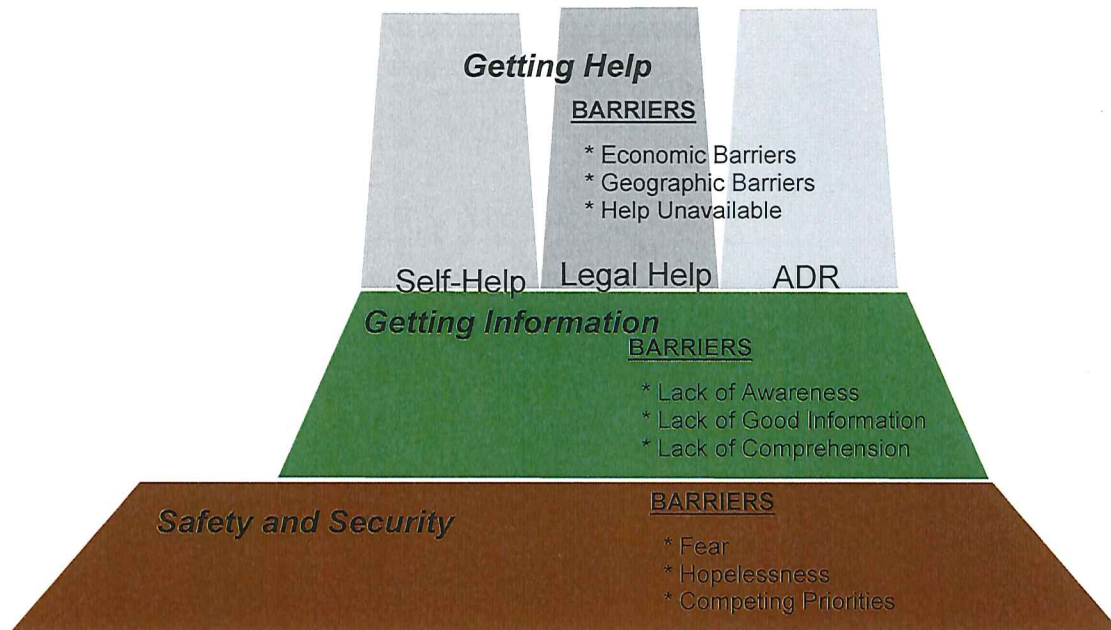 Getting Help
BARRIERS
* Economic Barriers
* Geographic Barriers
* Help Unavailable
Self-Help
Legal Help
ADR
Getting Information
BARRIERS
* Lack of Awareness
* Lack of Good Information
* Lack of Comprehension
Safety and Security
BARRIERS
* Fear
* Hopelessness
* Competing Priorities